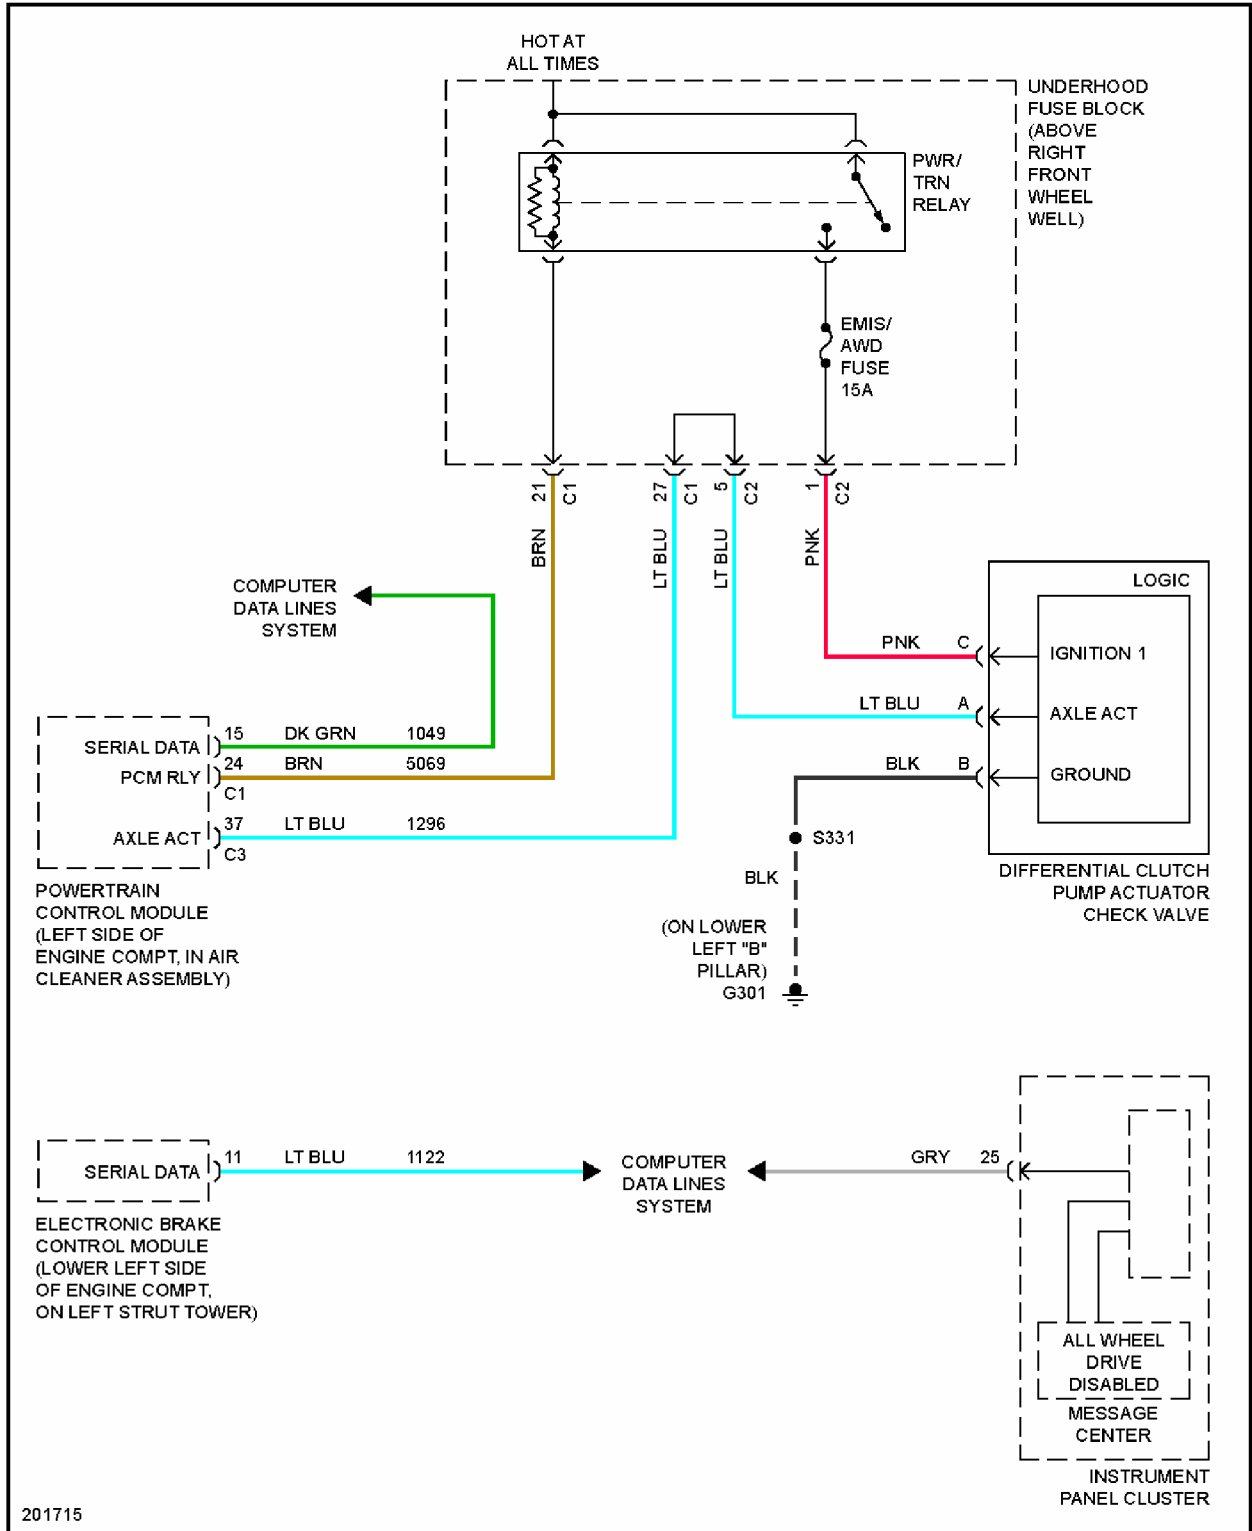 HOT AT
ALL TIMES
UNDERHOOD
FUSE BLOCK
(ABOVE
RIGHT
FRONT
WHEEL
WELL)
PWR/
TRN
RELAY
EMIS/
AWD
FUSE
15A
21
C1
27
C1
5
C2
1
C2
BRN
LT BLU
LT BLU
PNK
COMPUTER
DATA LINES
SYSTEM
LOGIC
PNK
C
IGNITION 1
LT BLU
A
AXLE ACT
BLK
B
GROUND
SERIAL DATA
15
DK GRN
1049
PCM RLY
24
BRN
5069
C1
AXLE ACT
37
LT BLU
1296
C3
POWERTRAIN
CONTROL MODULE
(LEFT SIDE OF
ENGINE COMPT, IN AIR
CLEANER ASSEMBLY)
S331
BLK
(ON LOWER
LEFT "B"
PILLAR)
G301
DIFFERENTIAL CLUTCH
PUMP ACTUATOR
CHECK VALVE
SERIAL DATA
11
LT BLU
1122
COMPUTER
DATA LINES
SYSTEM
GRY
25
ELECTRONIC BRAKE
CONTROL MODULE
(LOWER LEFT SIDE
OF ENGINE COMPT,
ON LEFT STRUT TOWER)
ALL WHEEL
DRIVE
DISABLED
MESSAGE
CENTER
INSTRUMENT
PANEL CLUSTER
201715